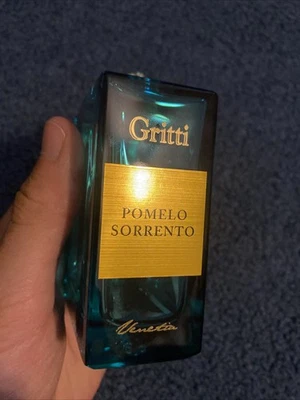 Gritti
POMELO
SORRENTO
Venetia